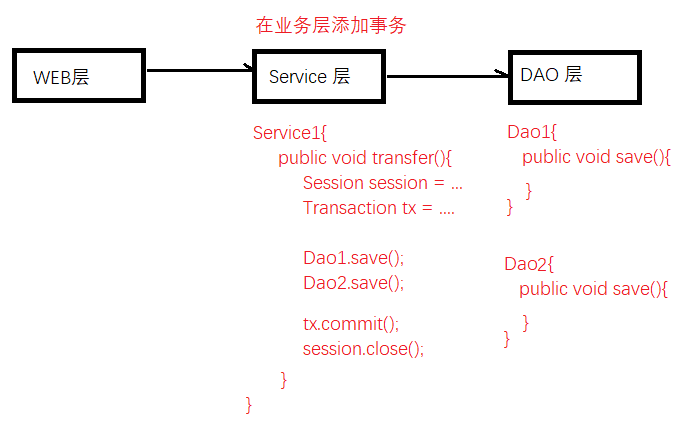 在业务层添加事务
WEB层
Service 层
DAO 层
Service1{
public void transfer(){
Session session = ...
Transaction tx = ....
Dao1.save();
Dao2.save();
tx.commit();
session.close();
}
}
Dao1{
public void save(){
}
}
Dao2{
public void save(){
}
}